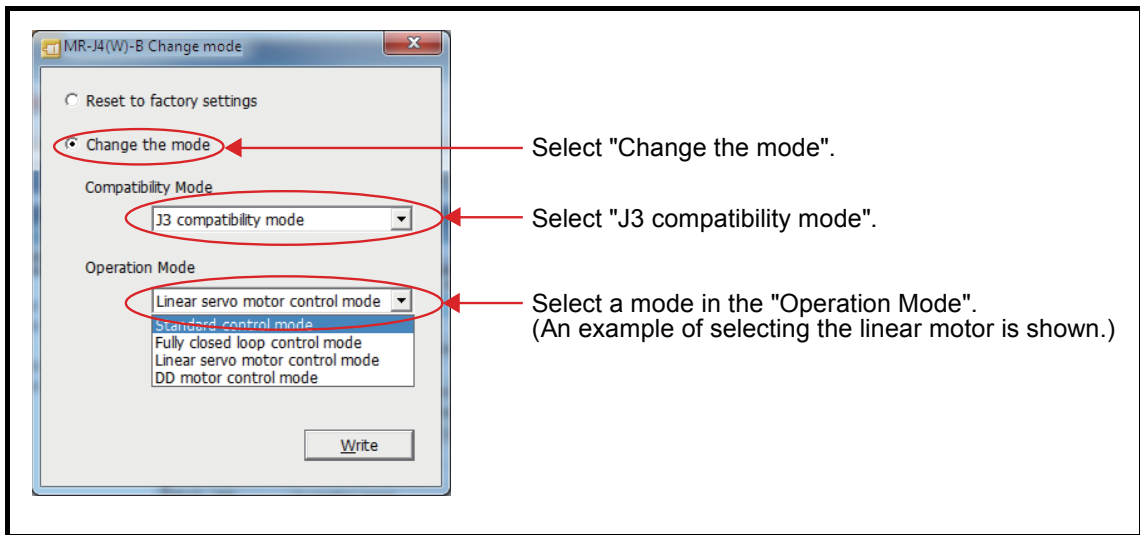 MR-J4(W)-B Change mode
Reset to factory settings
Change the mode
Select "Change the mode".
Compatibility Mode
J3 compatibility mode
Select "J3 compatibility mode".
Operation Mode
Linear servo motor control mode
Select a mode in the "Operation Mode".
(An example of selecting the linear motor is shown.)
Standard control mode
Fully closed loop control mode
Linear servo motor control mode
DD motor control mode
Write